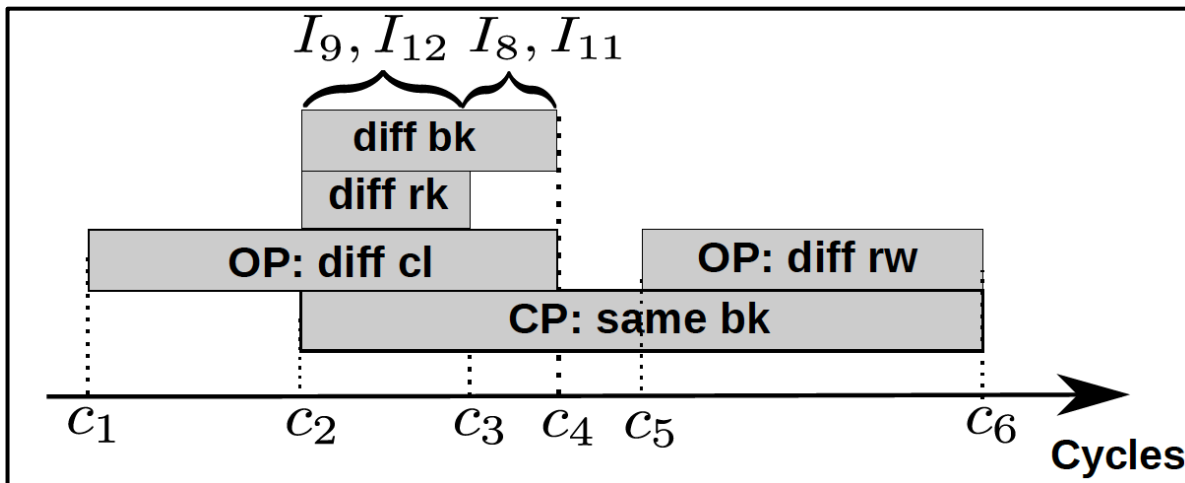 I₉, I₁₂ I₈, I₁₁
diff bk
diff rk
OP: diff cl
OP: diff rw
CP: same bk
c₁ c₂ c₃ c₄ c₅ c₆
Cycles